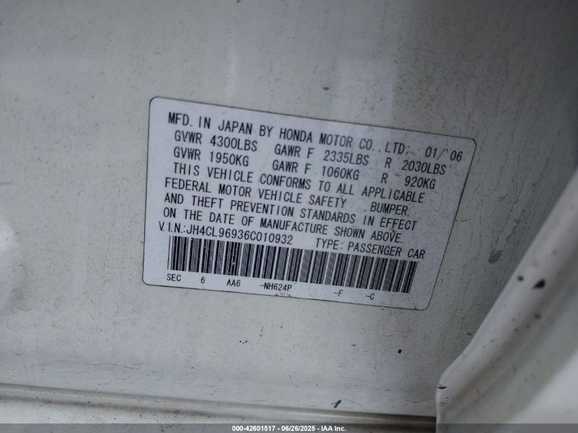 MFD. IN JAPAN BY HONDA MOTOR CO., LTD. 01/'06
GVWR 4300LBS GAWR F 2335LBS R 2030LBS
GVWR 1950KG GAWR F 1060KG R 920KG
THIS VEHICLE CONFORMS TO ALL APPLICABLE
FEDERAL MOTOR VEHICLE SAFETY , BUMPER,
AND THEFT PREVENTION STANDARDS IN EFFECT
ON THE DATE OF MANUFACTURE SHOWN ABOVE.
V.I.N.:JH4CL96936C010932 TYPE: PASSENGER CAR
SEC 6 AA6 -NH624P -F -C
000-42601517 - 06/26/2025 - IAA Inc.